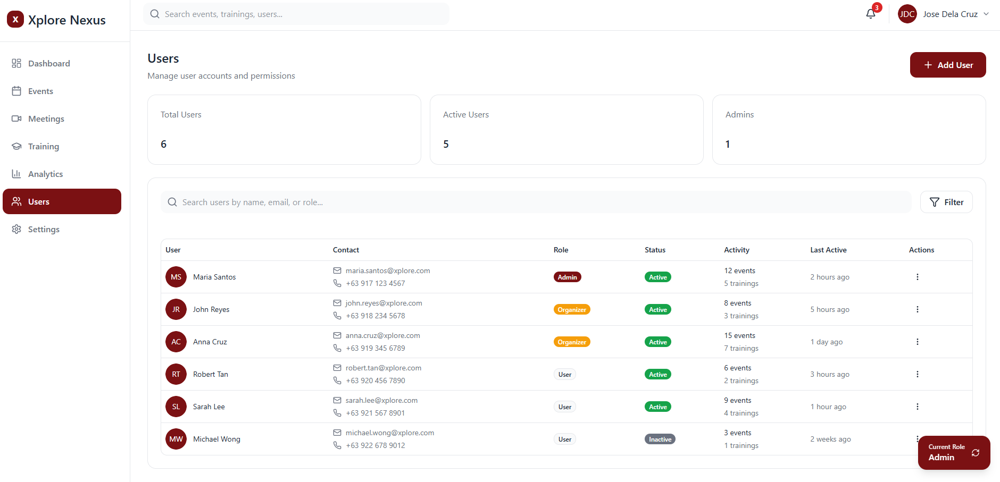 X Xplore Nexus
Search events, trainings, users...
3
JDC Jose Dela Cruz
Dashboard
Events
Meetings
Training
Analytics
Users
Settings
Users
Manage user accounts and permissions
+ Add User
Total Users
6
Active Users
5
Admins
1
Search users by name, email, or role...
Filter
User Contact Role Status Activity Last Active Actions
MS Maria Santos
maria.santos@xplore.com
+63 917 123 4567
Admin
Active
12 events
5 trainings
2 hours ago
JR John Reyes
john.reyes@xplore.com
+63 918 234 5678
Organizer
Active
8 events
3 trainings
5 hours ago
AC Anna Cruz
anna.cruz@xplore.com
+63 919 345 6789
Organizer
Active
15 events
7 trainings
1 day ago
RT Robert Tan
robert.tan@xplore.com
+63 920 456 7890
User
Active
6 events
2 trainings
3 hours ago
SL Sarah Lee
sarah.lee@xplore.com
+63 921 567 8901
User
Active
9 events
4 trainings
1 hour ago
MW Michael Wong
michael.wong@xplore.com
+63 922 678 9012
User
Inactive
3 events
1 trainings
2 weeks ago
Current Role
Admin